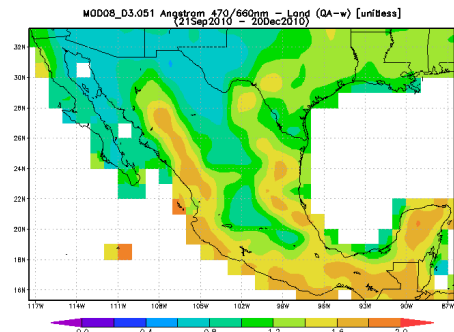 MOD08_D3.051 Angstrom 470/660nm – Land (QA-w) [unitless]
(21Sep2010 – 20Dec2010)
30N
28N
26N
24N
22N
20N
18N
16N
117W 114W 111W 108W 105W 102W 99W 96W 93W 90W 87W
0.0 0.4 0.8 1.2 1.6 2.0